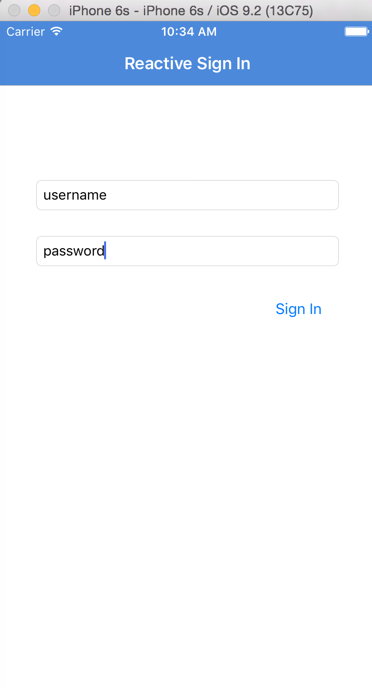 iPhone 6s - iPhone 6s / iOS 9.2 (13C75)
Carrier 10:34 AM
Reactive Sign In
username
password
Sign In